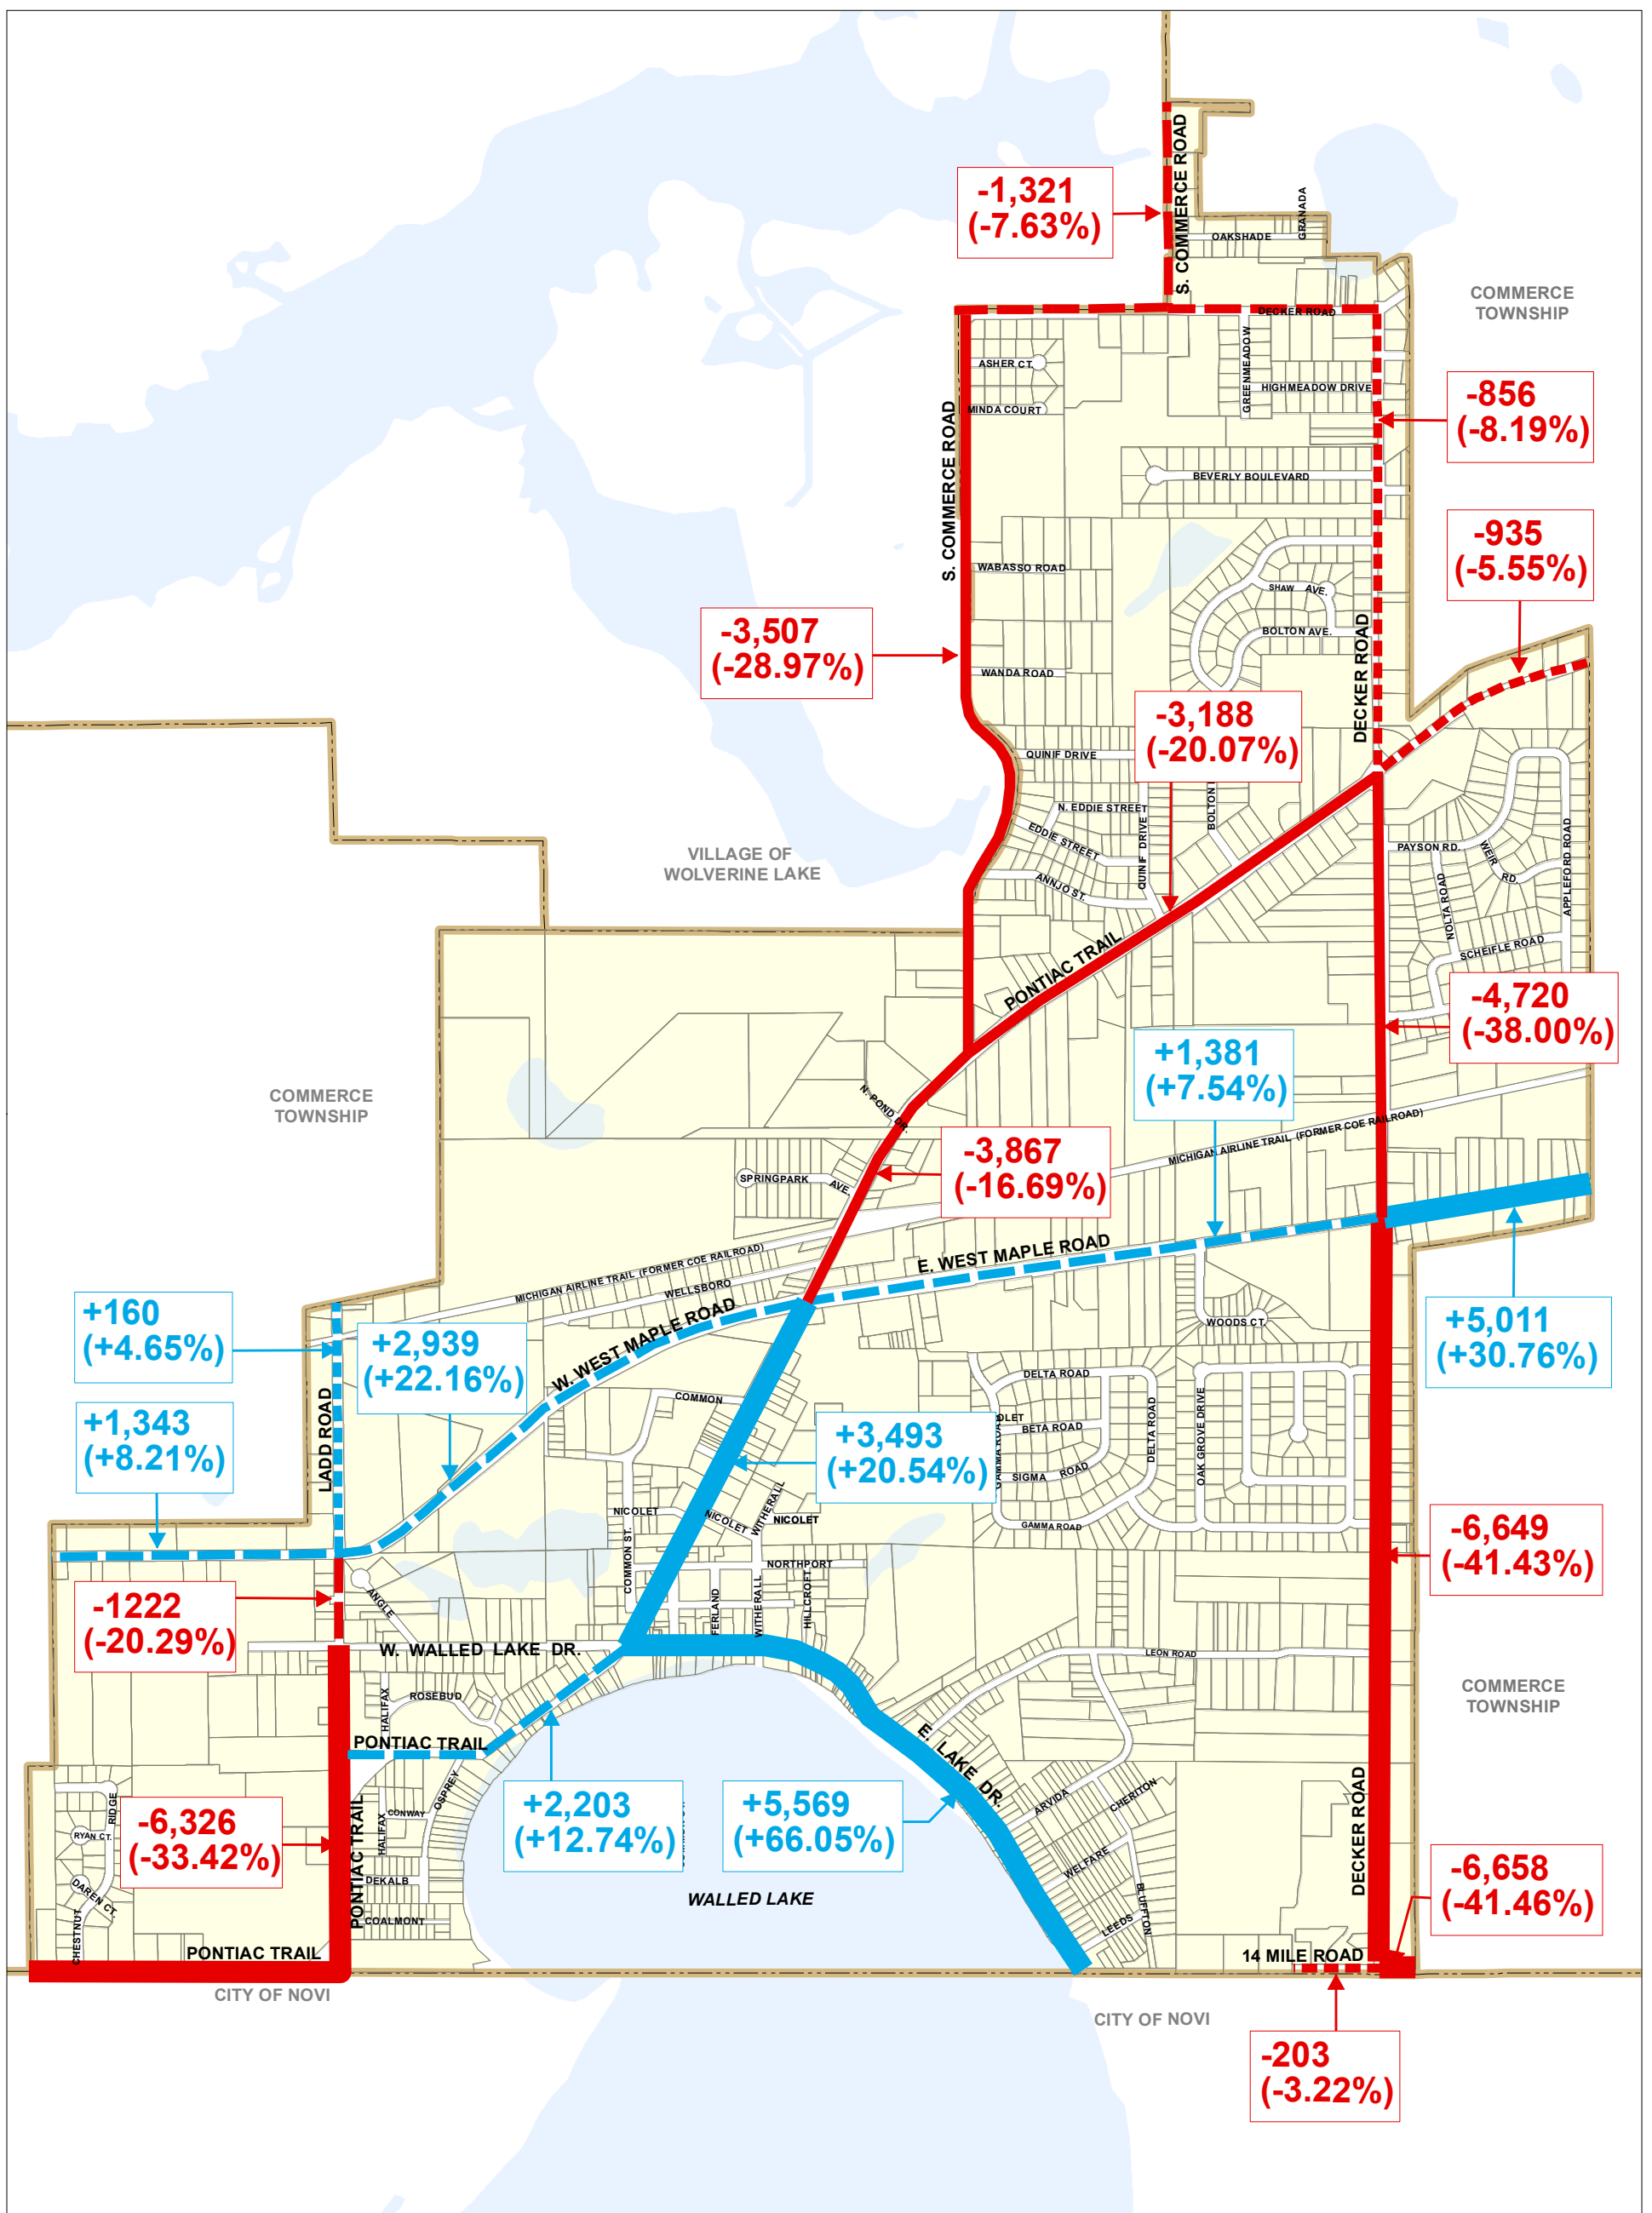 S. COMMERCE ROAD
-1,321
(-7.63%)
GRANADA
OAKSHADE
COMMERCE
TOWNSHIP
DECKER ROAD
GREENMEADOW
ASHER CT.
HIGHMEADOW DRIVE
MINDA COURT
-856
(-8.19%)
S. COMMERCE ROAD
BEVERLY BOULEVARD
-935
(-5.55%)
WABASSO ROAD
SHAW AVE.
BOLTON AVE.
DECKER ROAD
-3,507
(-28.97%)
WANDA ROAD
-3,188
(-20.07%)
QUINIF DRIVE
N. EDDIE STREET
BOLTON
EDDIE STREET
QUINIF DRIVE
PAYSON RD.
WEIR RD.
APPLEFORD ROAD
VILLAGE OF
WOLVERINE LAKE
ANNJO ST.
NOLTA ROAD
SCHEIFLE ROAD
PONTIAC TRAIL
-4,720
(-38.00%)
+1,381
(+7.54%)
COMMERCE
TOWNSHIP
N. POND DR.
MICHIGAN AIRLINE TRAIL (FORMER COE RAILROAD)
-3,867
(-16.69%)
SPRINGPARK AVE.
E. WEST MAPLE ROAD
MICHIGAN AIRLINE TRAIL (FORMER COE RAILROAD)
WELLSBORO
+160
(+4.65%)
+2,939
(+22.16%)
W. WEST MAPLE ROAD
WOODS CT.
+5,011
(+30.76%)
DELTA ROAD
COMMON
LADD ROAD
+1,343
(+8.21%)
+3,493
(+20.54%)
OLET
GAMMA ROAD
BETA ROAD
DELTA ROAD
OAK GROVE DRIVE
SIGMA ROAD
NICOLET
NICOLET
WITHERALL
NICOLET
GAMMA ROAD
-6,649
(-41.43%)
COMMON ST.
NORTHPORT
-1222
(-20.29%)
ANGLE
FERLAND
WITHERALL
HILLCROFT
W. WALLED LAKE DR.
LEON ROAD
COMMERCE
TOWNSHIP
HALIFAX
ROSEBUD
PONTIAC TRAIL
E. LAKE DR.
DECKER ROAD
RIDGE
OSPREY
+2,203
(+12.74%)
+5,569
(+66.05%)
ARVIDA
CHERITON
-6,326
(-33.42%)
PONTIAC TRAIL
HALIFAX
CONWAY
RYAN CT.
WELFARE
-6,658
(-41.46%)
DAREN CT.
DEKALB
WALLED LAKE
BLUFFTON
CHESTNUT
COALMONT
LEEDS
PONTIAC TRAIL
14 MILE ROAD
CITY OF NOVI
CITY OF NOVI
-203
(-3.22%)